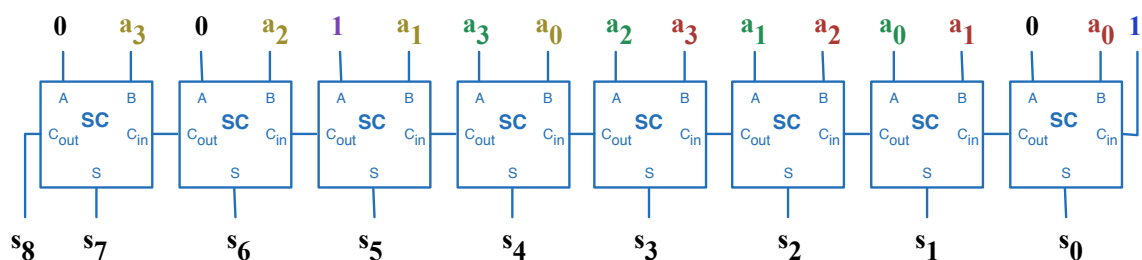 0 a3 0 a2 1 a1 a3 a0 a2 a3 a1 a2 a0 a1 0 a0 1
A B A B A B A B A B A B A B A B
SC SC SC SC SC SC SC SC
Cout Cin Cout Cin Cout Cin Cout Cin Cout Cin Cout Cin Cout Cin Cout Cin
S S S S S S S S
s8 s7 s6 s5 s4 s3 s2 s1 s0